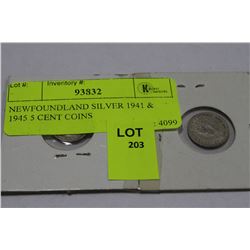 Lot #:
Inventory #:
93832
NEWFOUNDLAND SILVER 1941 &
1945 5 CENT COINS
: 4099
LOT
203